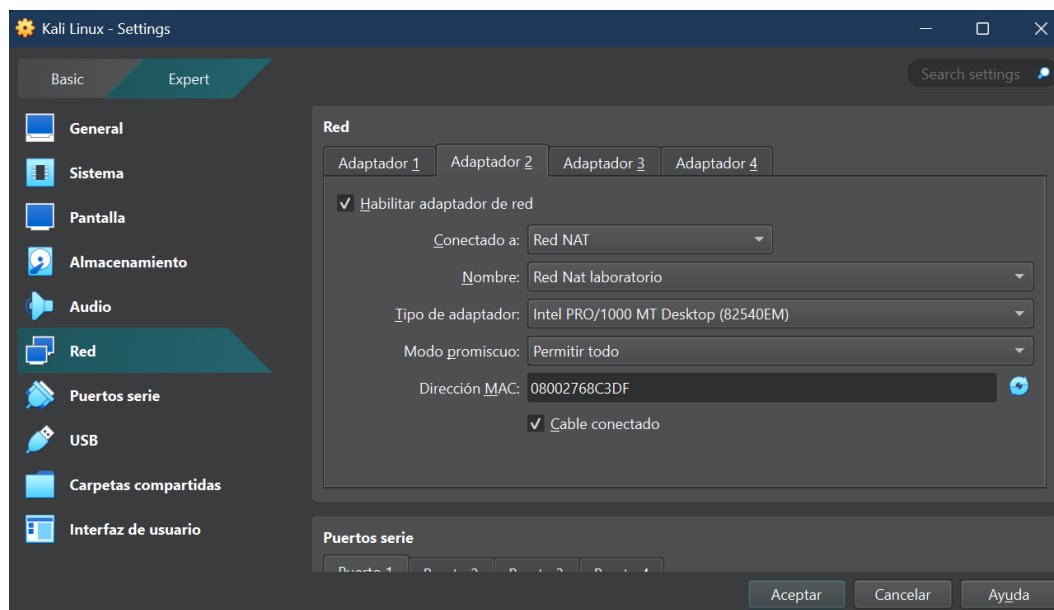 Kali Linux - Settings
Basic Expert Search settings
General
Sistema
Pantalla
Almacenamiento
Audio
Red
Puertos serie
USB
Carpetas compartidas
Interfaz de usuario
Red
Adaptador 1 Adaptador 2 Adaptador 3 Adaptador 4
Habilitar adaptador de red
Conectado a: Red NAT
Nombre: Red Nat laboratorio
Tipo de adaptador: Intel PRO/1000 MT Desktop (82540EM)
Modo promiscuo: Permitir todo
Dirección MAC: 08002768C3DF
Cable conectado
Puertos serie
Puerto 1
Aceptar Cancelar Ayuda